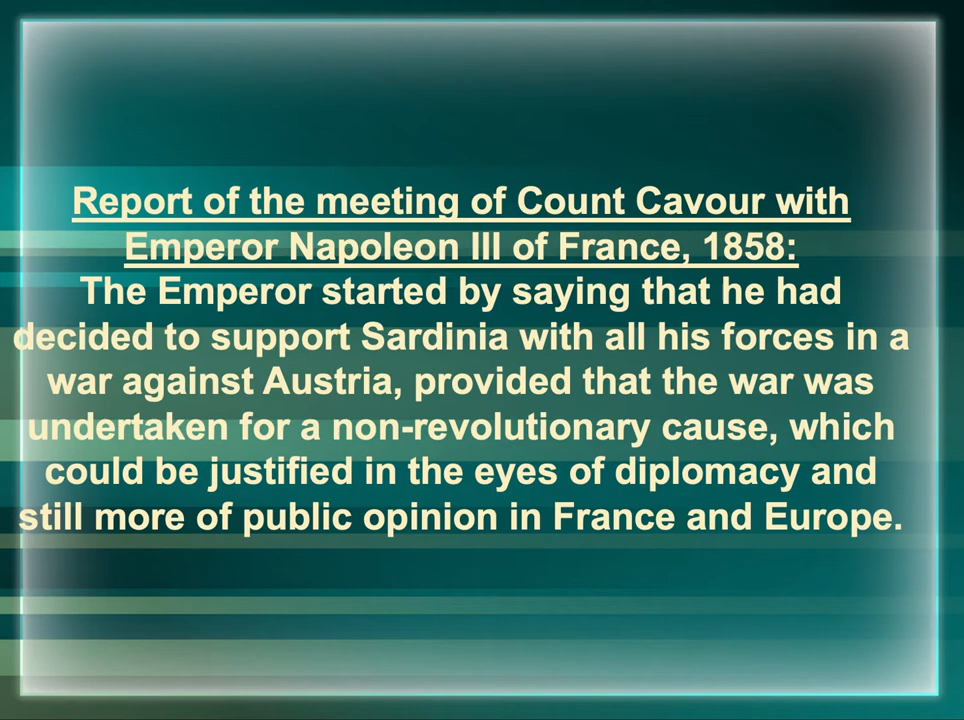 Report of the meeting of Count Cavour with
Emperor Napoleon III of France, 1858:
The Emperor started by saying that he had
decided to support Sardinia with all his forces in a
war against Austria, provided that the war was
undertaken for a non-revolutionary cause, which
could be justified in the eyes of diplomacy and
still more of public opinion in France and Europe.